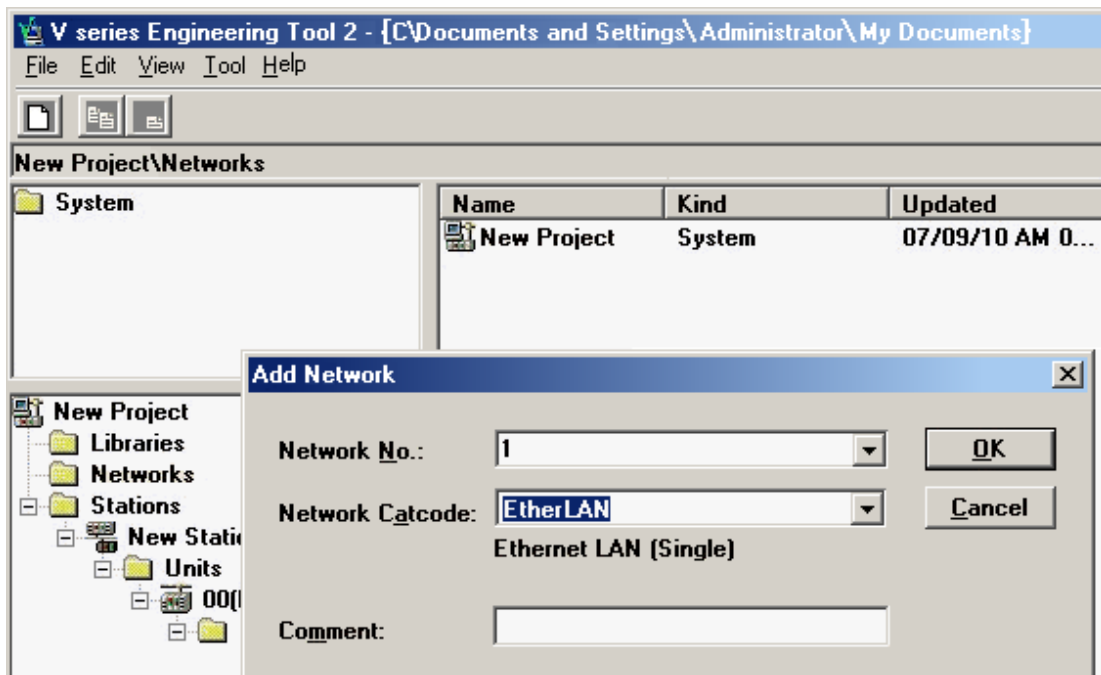 V series Engineering Tool 2 - {C\Documents and Settings\Administrator\My Documents}
File Edit View Tool Help
New Project\Networks
System
Name Kind Updated
New Project System 07/09/10 AM 0...
Add Network
New Project
Libraries
Networks
Stations
Units
00(
Network No.: 1
OK
Network Catcode: EtherLAN
Cancel
Ethernet LAN (Single)
Comment: